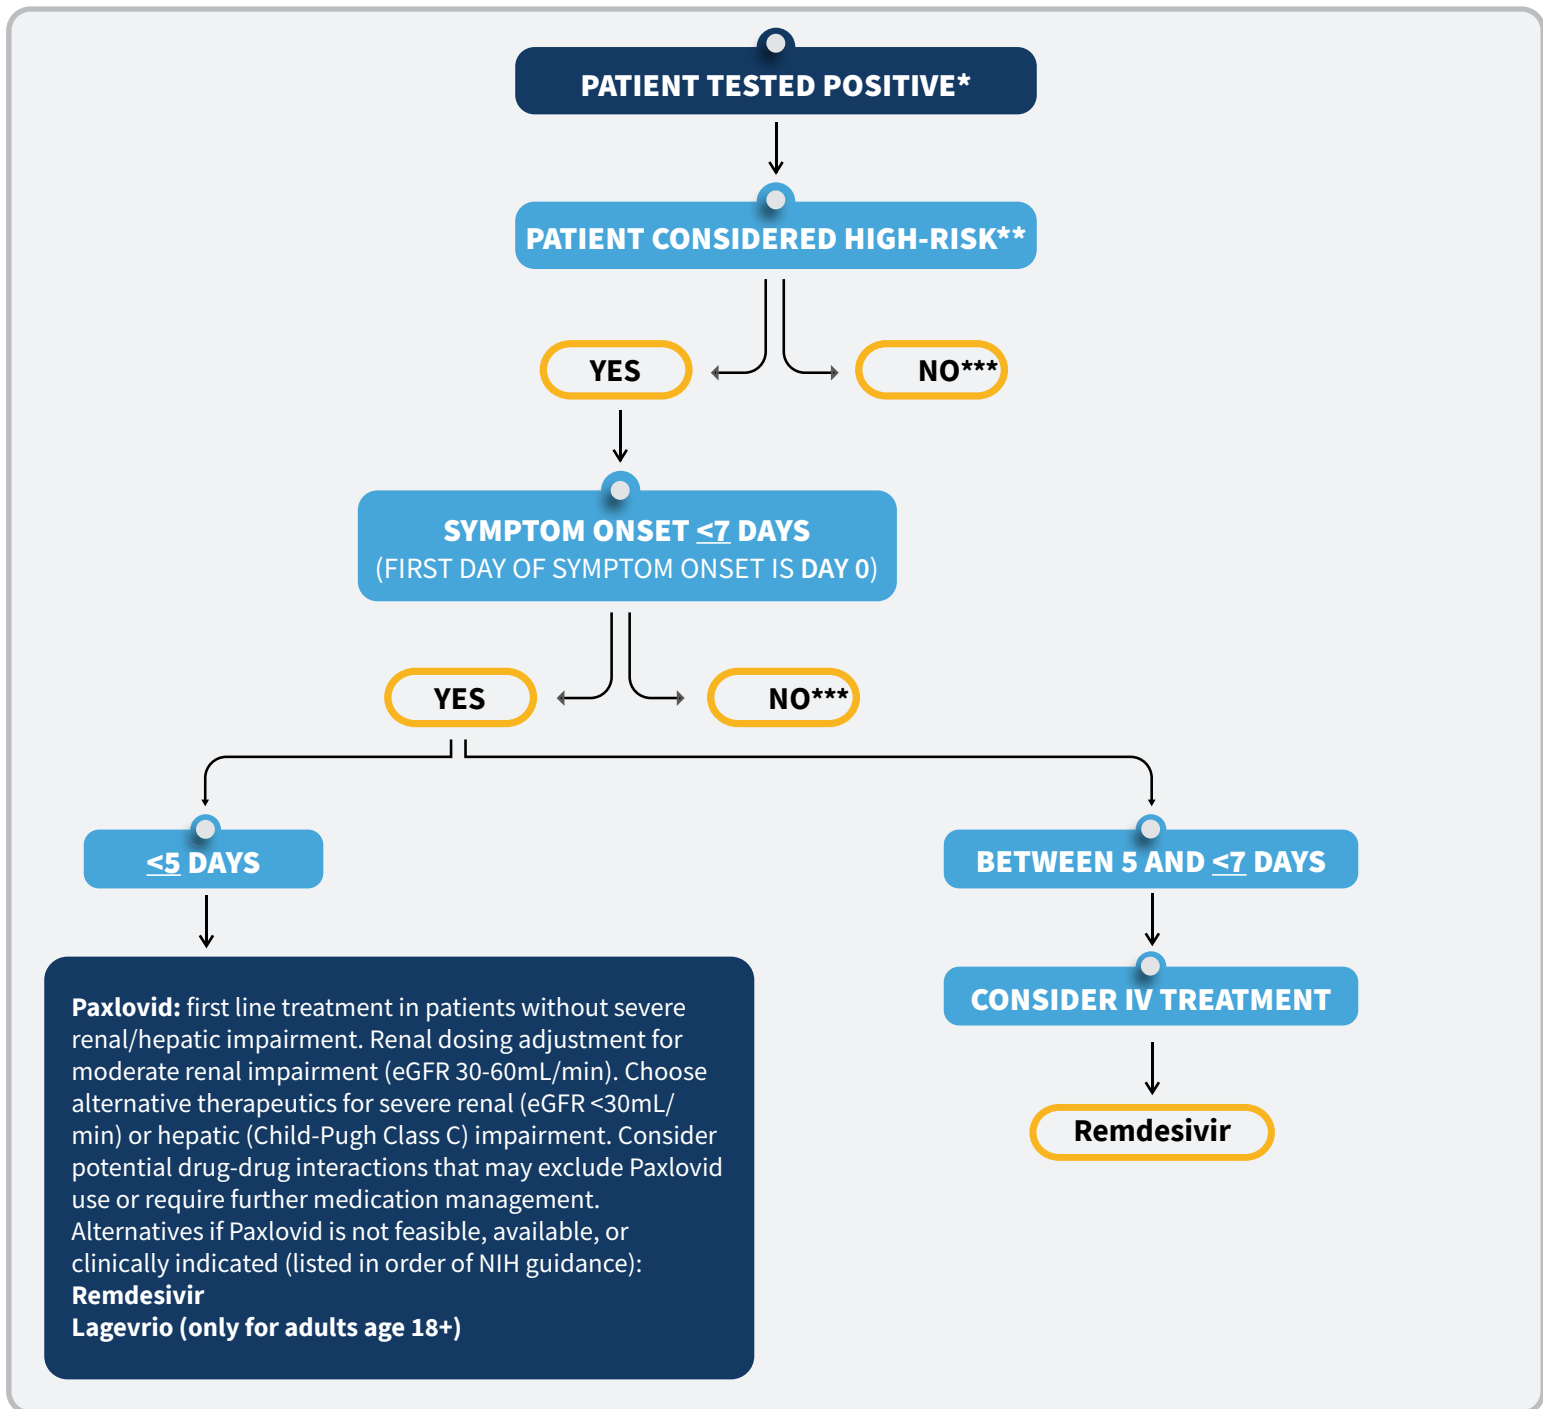 PATIENT TESTED POSITIVE*
PATIENT CONSIDERED HIGH-RISK**
YES
NO***
SYMPTOM ONSET <7 DAYS
(FIRST DAY OF SYMPTOM ONSET IS DAY 0)
YES
NO***
<5 DAYS
BETWEEN 5 AND <7 DAYS
Paxlovid: first line treatment in patients without severe
renal/hepatic impairment. Renal dosing adjustment for
moderate renal impairment (eGFR 30-60mL/min). Choose
alternative therapeutics for severe renal (eGFR <30mL/
min) or hepatic (Child-Pugh Class C) impairment. Consider
potential drug-drug interactions that may exclude Paxlovid
use or require further medication management.
Alternatives if Paxlovid is not feasible, available, or
clinically indicated (listed in order of NIH guidance):
Remdesivir
Lagevrio (only for adults age 18+)
CONSIDER IV TREATMENT
Remdesivir